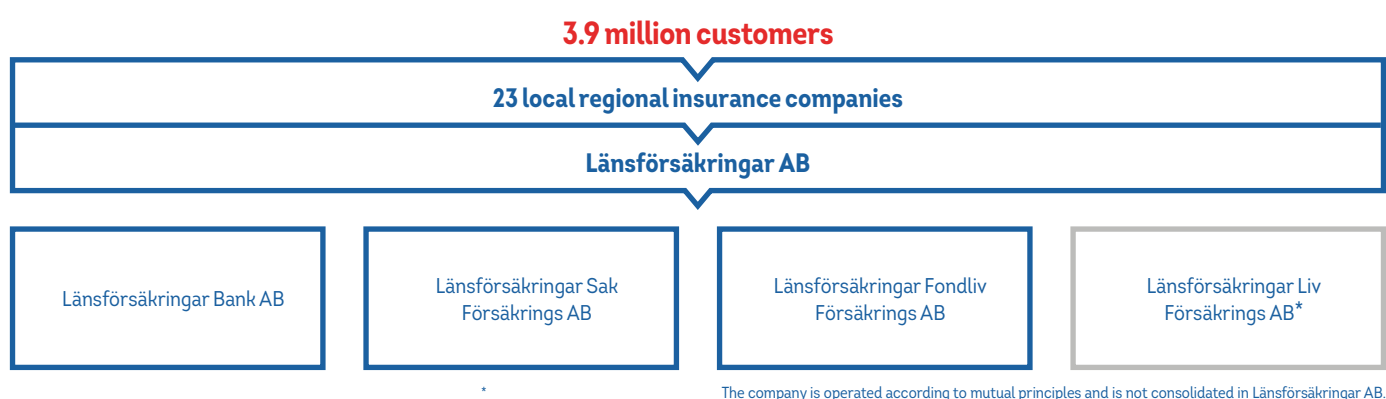 3.9 million customers
23 local regional insurance companies
Länsförsäkringar AB
Länsförsäkringar Bank AB
Länsförsäkringar Sak
Försäkrings AB
Länsförsäkringar Fondliv
Försäkrings AB
Länsförsäkringar Liv
Försäkrings AB*
* The company is operated according to mutual principles and is not consolidated in Länsförsäkringar AB.